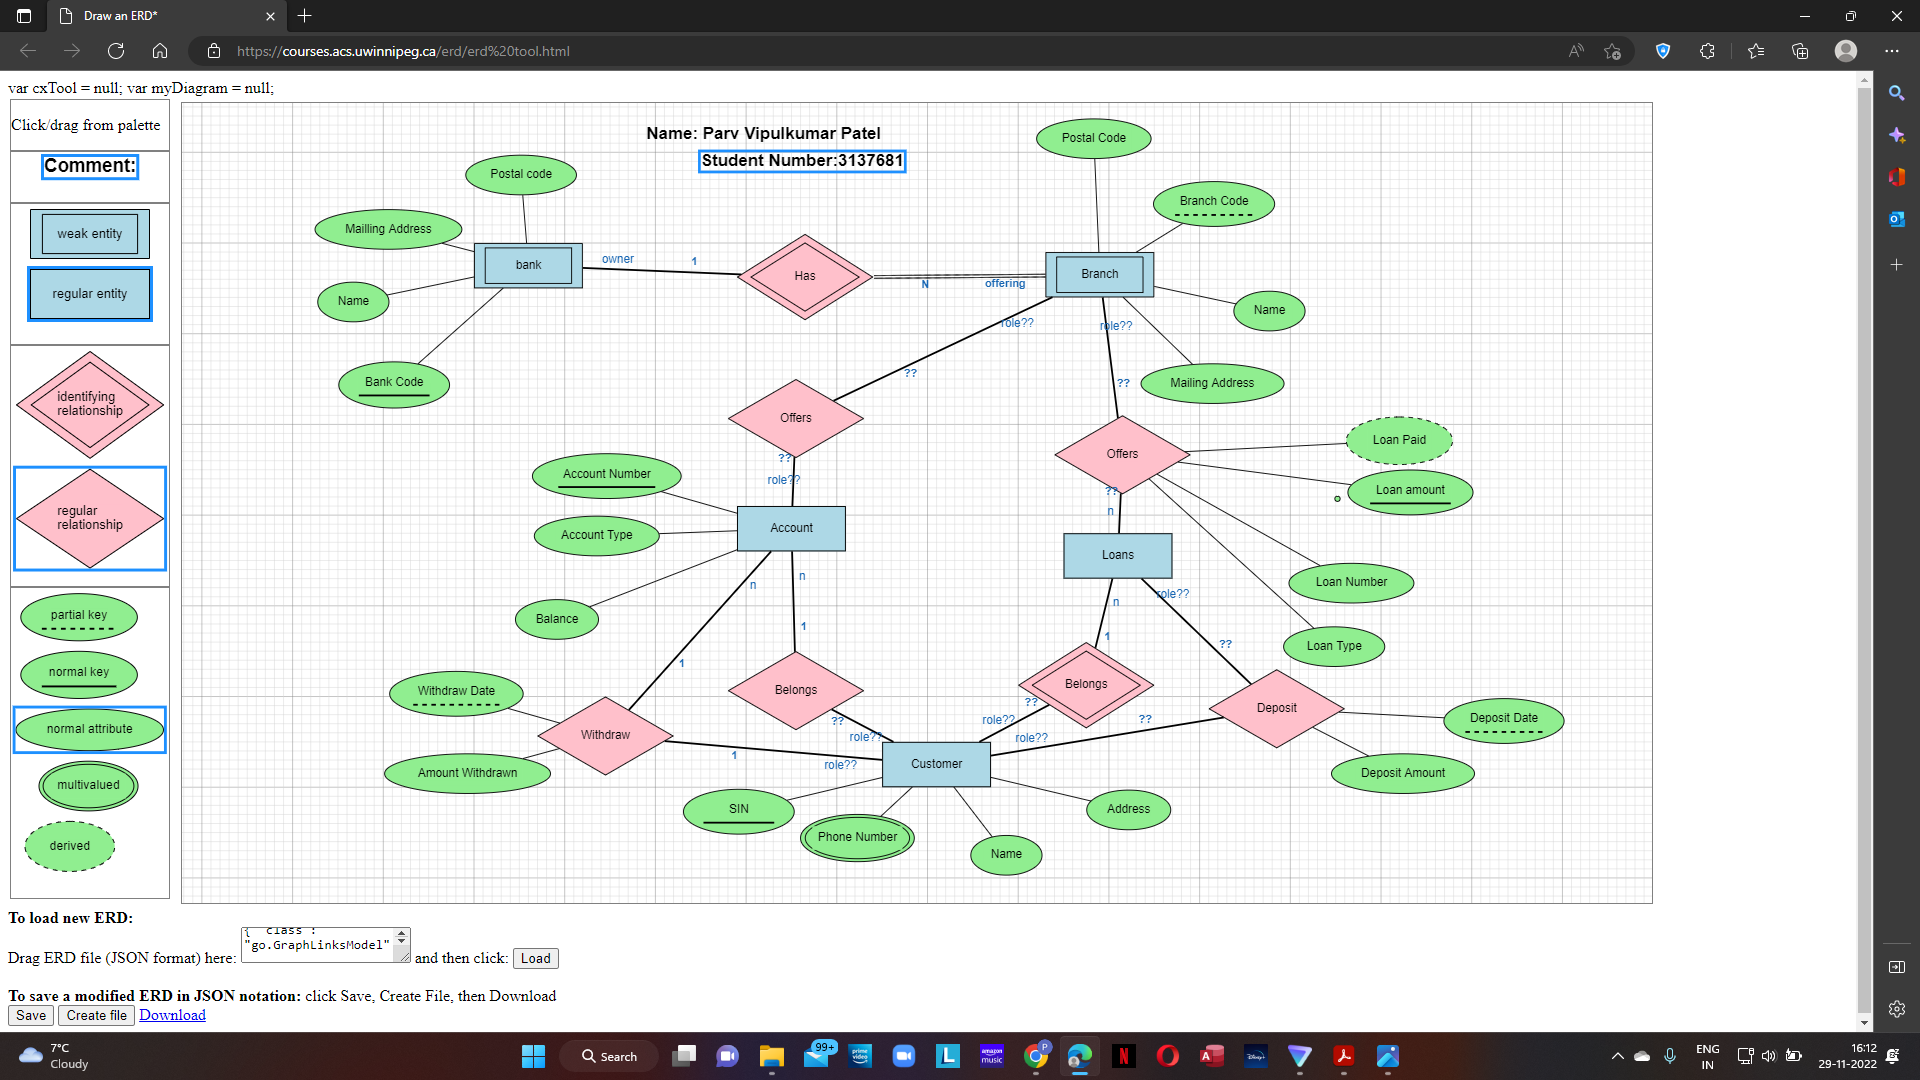 Draw an ERD*
https://courses.acs.uwinnipeg.ca/erd/erd%20tool.html
var cxTool = null; var myDiagram = null;
Click/drag from palette
Comment:
weak entity
regular entity
identifying
relationship
regular
relationship
partial key
normal key
normal attribute
multivalued
derived
Name: Parv Vipulkumar Patel
Student Number:3137681
Postal Code
Postal code
Branch Code
Mailling Address
bank
owner
1
Has
N
offering
Branch
Name
Name
role??
role??
Bank Code
??
??
Mailing Address
Offers
Offers
Loan Paid
??
role??
Account Number
??
n
Loan amount
Account Type
Account
Loans
n
n
role??
Loan Number
Balance
1
1
??
Loan Type
1
Withdraw Date
Belongs
Belongs
??
role??
??
role??
role??
??
Deposit
Deposit Date
Withdraw
1
role??
Customer
Amount Withdrawn
Deposit Amount
SIN
Phone Number
Name
Address
To load new ERD:
Drag ERD file (JSON format) here:
{ "class":
"go.GraphLinksModel"
and then click:
Load
To save a modified ERD in JSON notation: click Save, Create File, then Download
Save
Create file
Download
7°C
Cloudy
Search
99+
prime video
L
amazon music
P
N
A
Disney+
ENG
IN
16:12
29-11-2022